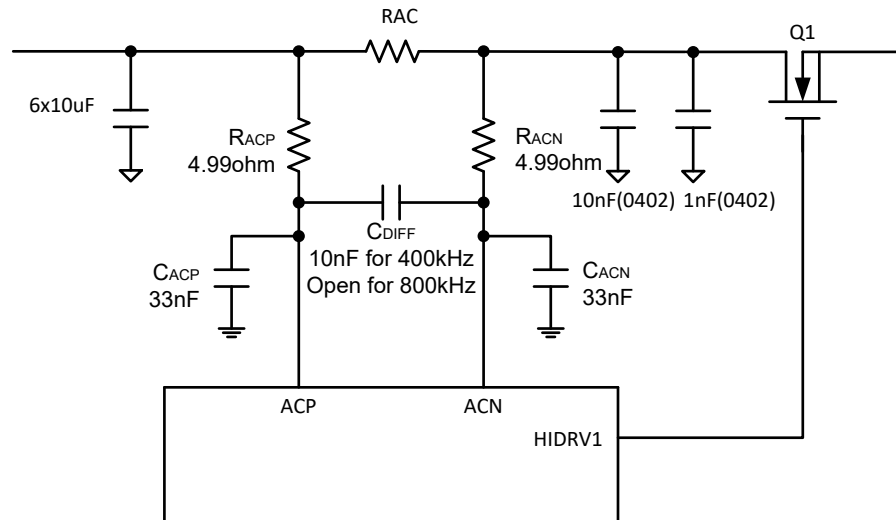 RAC
Q1
6x10uF
RACP
4.99ohm
RACN
4.99ohm
10nF(0402)
1nF(0402)
CDIFF
10nF for 400kHz
Open for 800kHz
CACP
33nF
CACN
33nF
ACP
ACN
HIDRV1